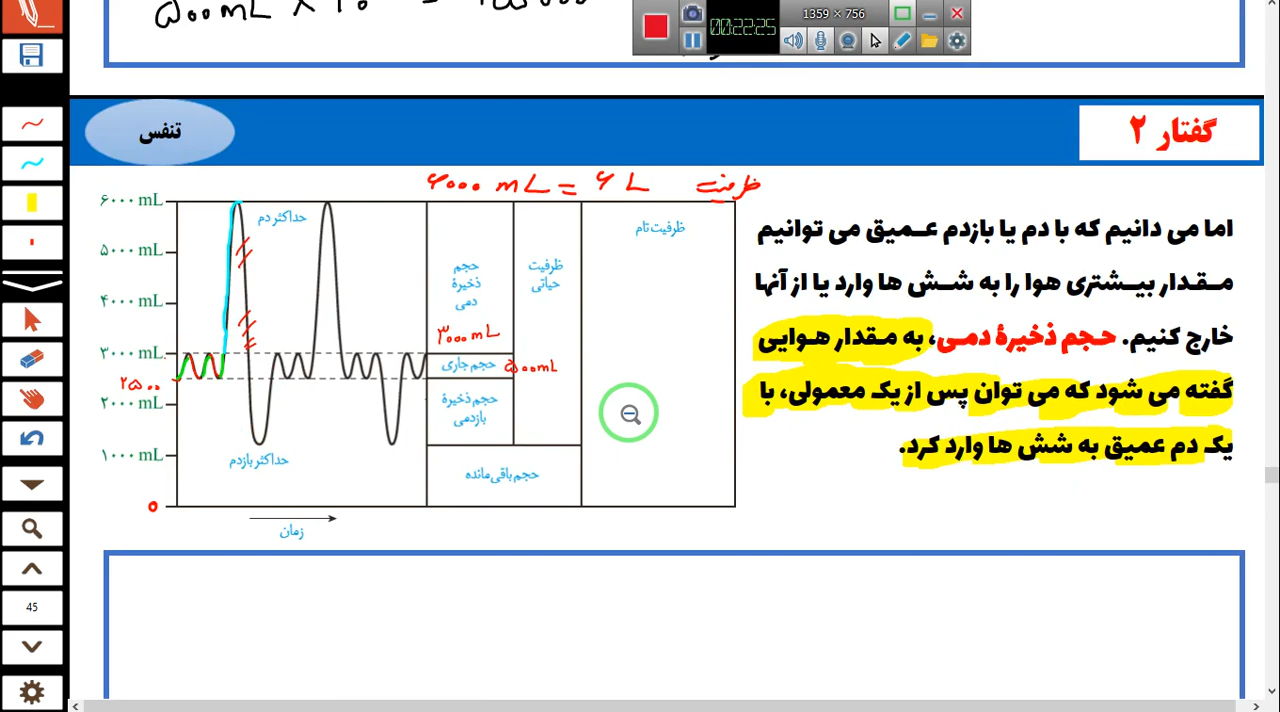 00:22:25
1359 × 756
گفتار ۲
تنفس
۶۰۰۰ mL = ۶ L ظرفیت
۶۰۰۰ mL
۵۰۰۰ mL
۴۰۰۰ mL
۳۰۰۰ mL
۲۵۰۰
۲۰۰۰ mL
۱۰۰۰ mL
۰
حداکثر دم
حداکثر بازدم
زمان
حجم
ذخیرهٔ
دمی
۳۰۰۰ mL
حجم جاری
۵۰۰ mL
حجم ذخیرهٔ
بازدمی
حجم باقی‌مانده
ظرفیت
حیاتی
ظرفیت تام
اما می دانیم که با دم یا بازدم عمیق می توانیم
مقدار بیشتری هوا را به شش ها وارد یا از آنها
خارج کنیم. حجم ذخیرهٔ دمی، به مقدار هوایی
گفته می شود که می توان پس از یک معمولی، با
یک دم عمیق به شش ها وارد کرد.
45